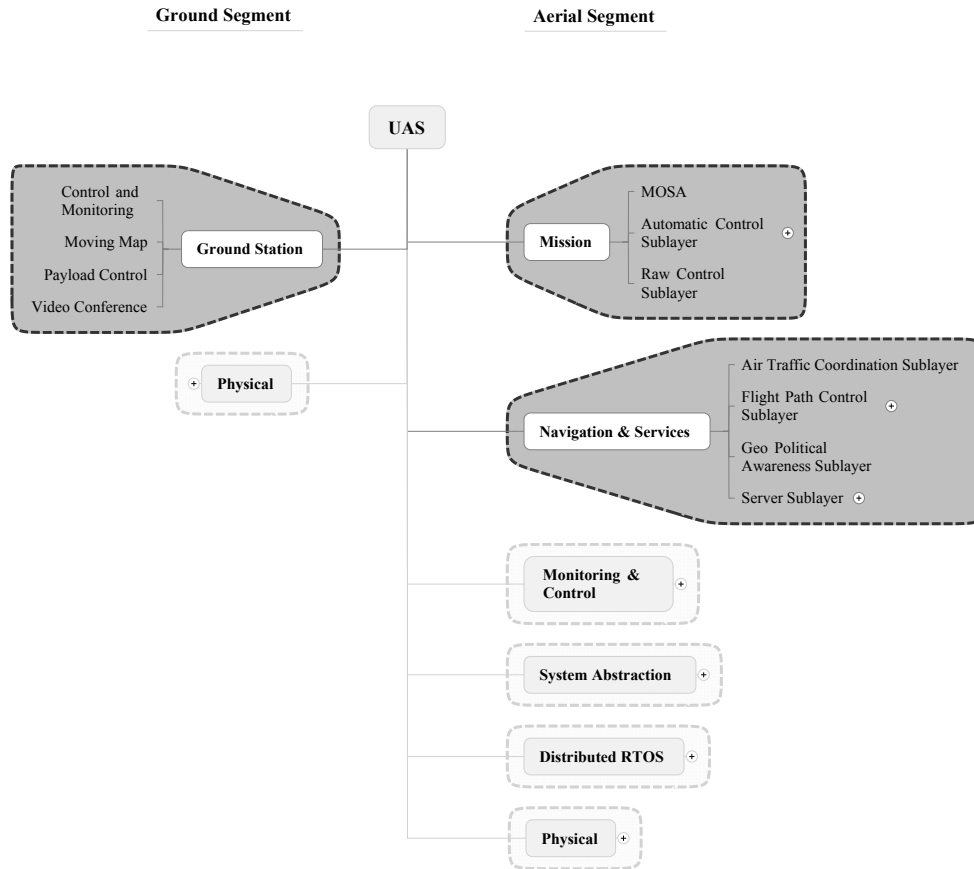 Ground Segment
Aerial Segment
UAS
Control and
Monitoring
Moving Map
Payload Control
Video Conference
Ground Station
Physical
Mission
MOSA
Automatic Control
Sublayer
Raw Control
Sublayer
Navigation & Services
Air Traffic Coordination Sublayer
Flight Path Control
Sublayer
Geo Political
Awareness Sublayer
Server Sublayer
Monitoring &
Control
System Abstraction
Distributed RTOS
Physical